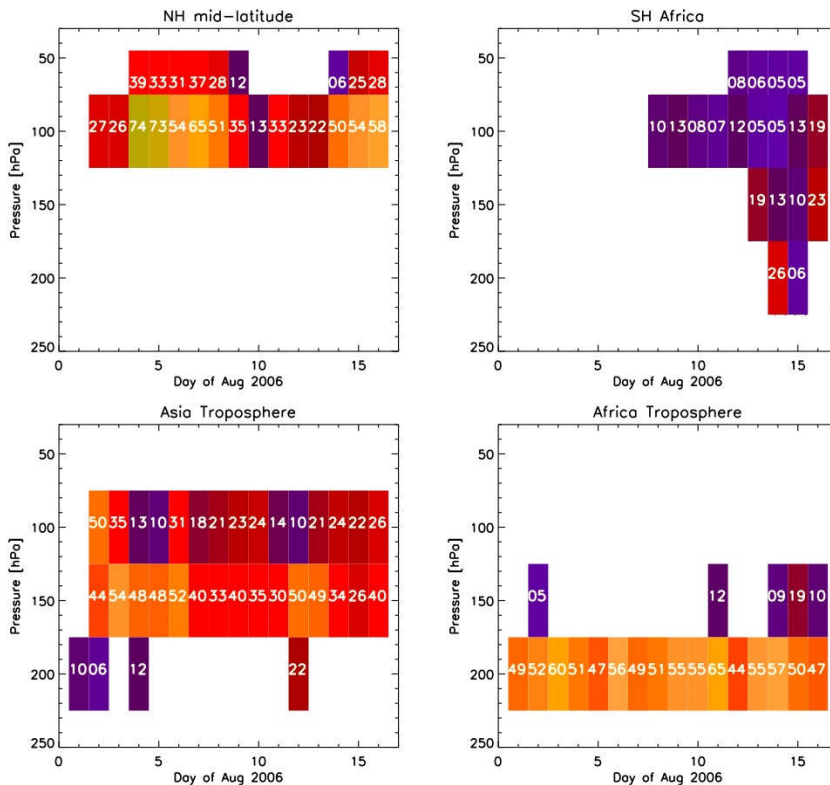 NH mid-latitude
50
39 33 31 37 28 12 06 25 28
100
27 26 74 73 54 65 51 35 13 33 23 22 50 54 58
150
200
250
Pressure [hPa]
0 5 10 15
Day of Aug 2006
SH Africa
50
08 06 05 05
100
10 13 08 07 12 05 05 13 19
150
19 13 10 23
200
26 06
250
Pressure [hPa]
0 5 10 15
Day of Aug 2006
Asia Troposphere
50
100
50 35 13 10 31 18 21 23 24 14 10 21 24 22 26
150
44 54 48 48 52 40 33 40 35 30 50 49 34 26 40
200
10 06 12 22
250
Pressure [hPa]
0 5 10 15
Day of Aug 2006
Africa Troposphere
50
100
150
05 12 09 19 10
200
49 52 60 51 47 56 49 51 55 55 65 44 55 57 50 47
250
Pressure [hPa]
0 5 10 15
Day of Aug 2006